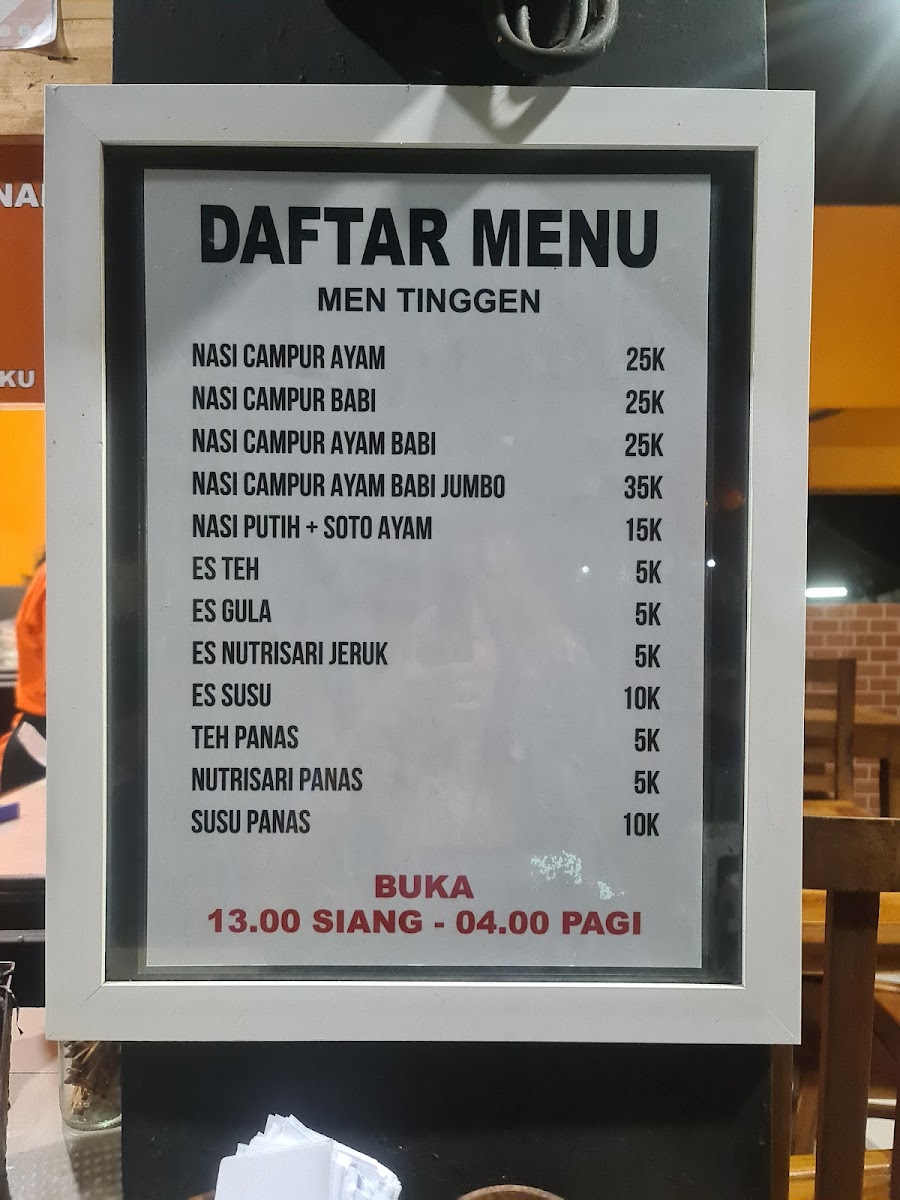 DAFTAR MENU
MEN TINGGEN
NASI CAMPUR AYAM 25K
NASI CAMPUR BABI 25K
NASI CAMPUR AYAM BABI 25K
NASI CAMPUR AYAM BABI JUMBO 35K
NASI PUTIH + SOTO AYAM 15K
ES TEH 5K
ES GULA 5K
ES NUTRISARI JERUK 5K
ES SUSU 10K
TEH PANAS 5K
NUTRISARI PANAS 5K
SUSU PANAS 10K
BUKA
13.00 SIANG - 04.00 PAGI